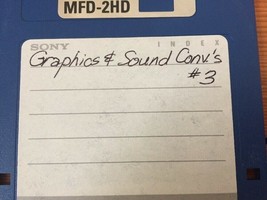 MFD-2HD
SONY INDEX
Graphics & Sound Conv.'s
#3